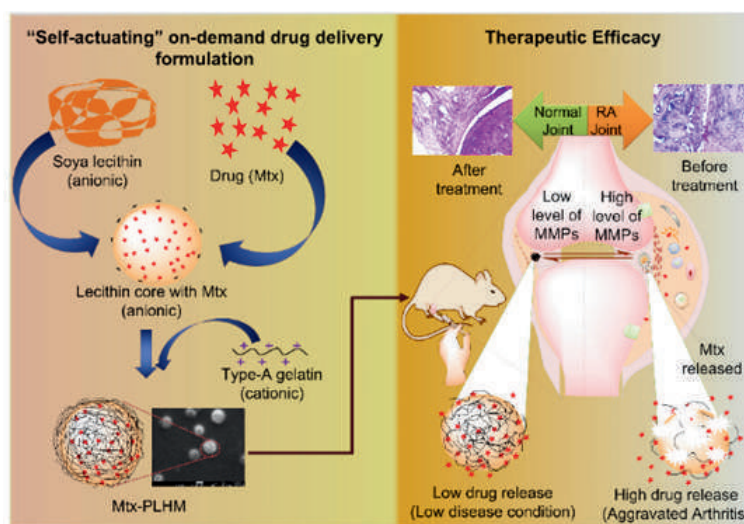 “Self-actuating” on-demand drug delivery
formulation
Soya lecithin
(anionic)
Drug (Mtx)
Lecithin core with Mtx
(anionic)
Type-A gelatin
(cationic)
Mtx-PLHM
Therapeutic Efficacy
Normal
Joint
RA
Joint
After
treatment
Before
treatment
Low
level of
MMPs
High
level of
MMPs
Mtx
released
Low drug release
(Low disease condition)
High drug release
(Aggravated Arthritis)